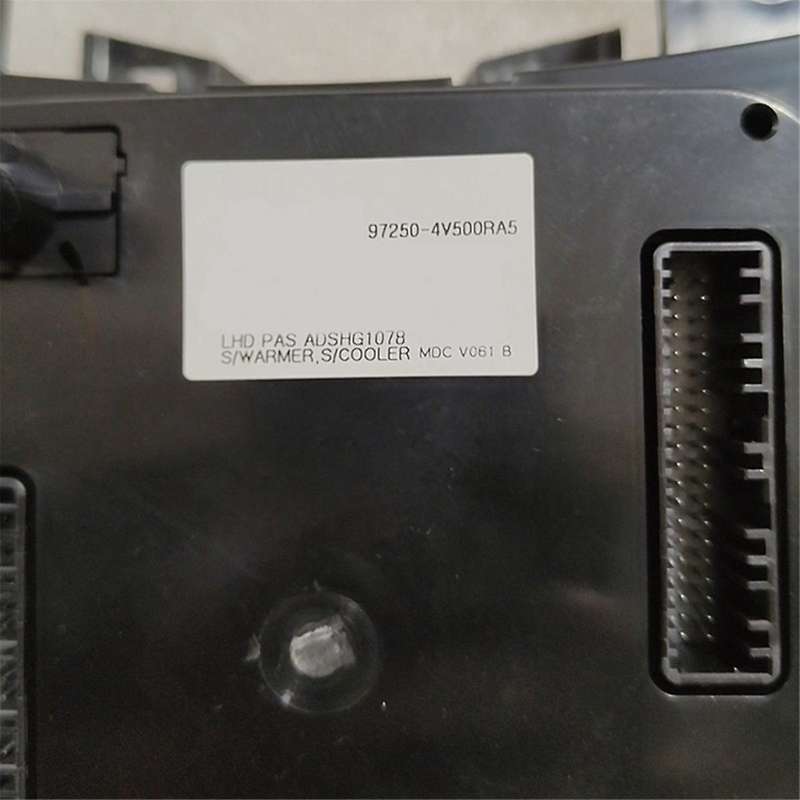 97250-4V500RA5
LHD PAS ADSHG1078
S/WARMER,S/COOLER MDC V061 B